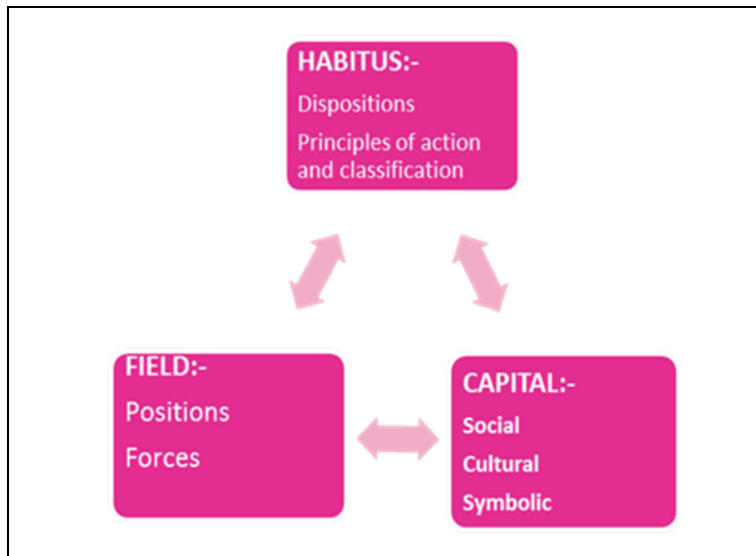 HABITUS:-
Dispositions
Principles of action
and classification
FIELD:-
Positions
Forces
CAPITAL:-
Social
Cultural
Symbolic